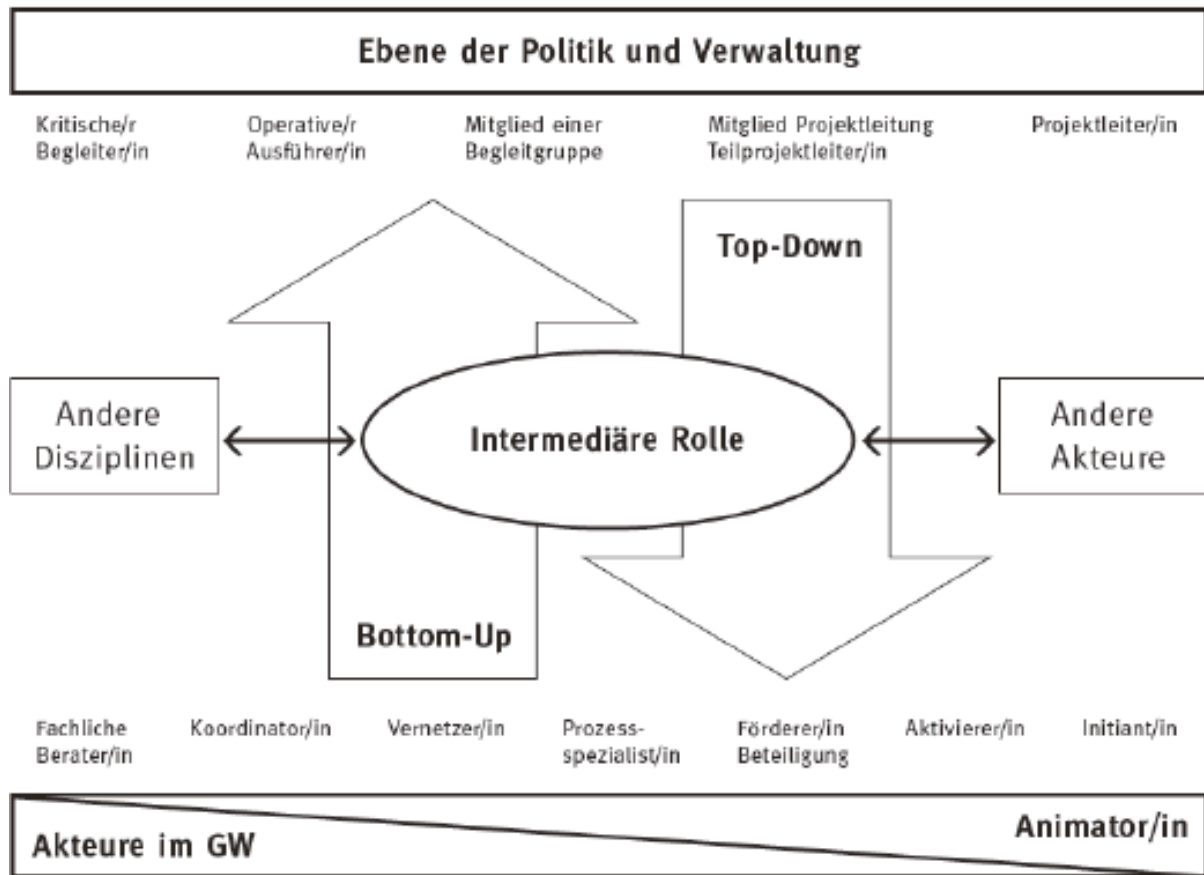 Ebene der Politik und Verwaltung
Kritische/r
Begleiter/in
Operative/r
Ausführer/in
Mitglied einer
Begleitgruppe
Mitglied Projektleitung
Teilprojektleiter/in
Projektleiter/in
Top-Down
Andere
Disziplinen
Intermediäre Rolle
Andere
Akteure
Bottom-Up
Fachliche
Berater/in
Koordinator/in
Vernetzer/in
Prozess-
spezialist/in
Förderer/in
Beteiligung
Aktivierer/in
Initiant/in
Akteure im GW
Animator/in